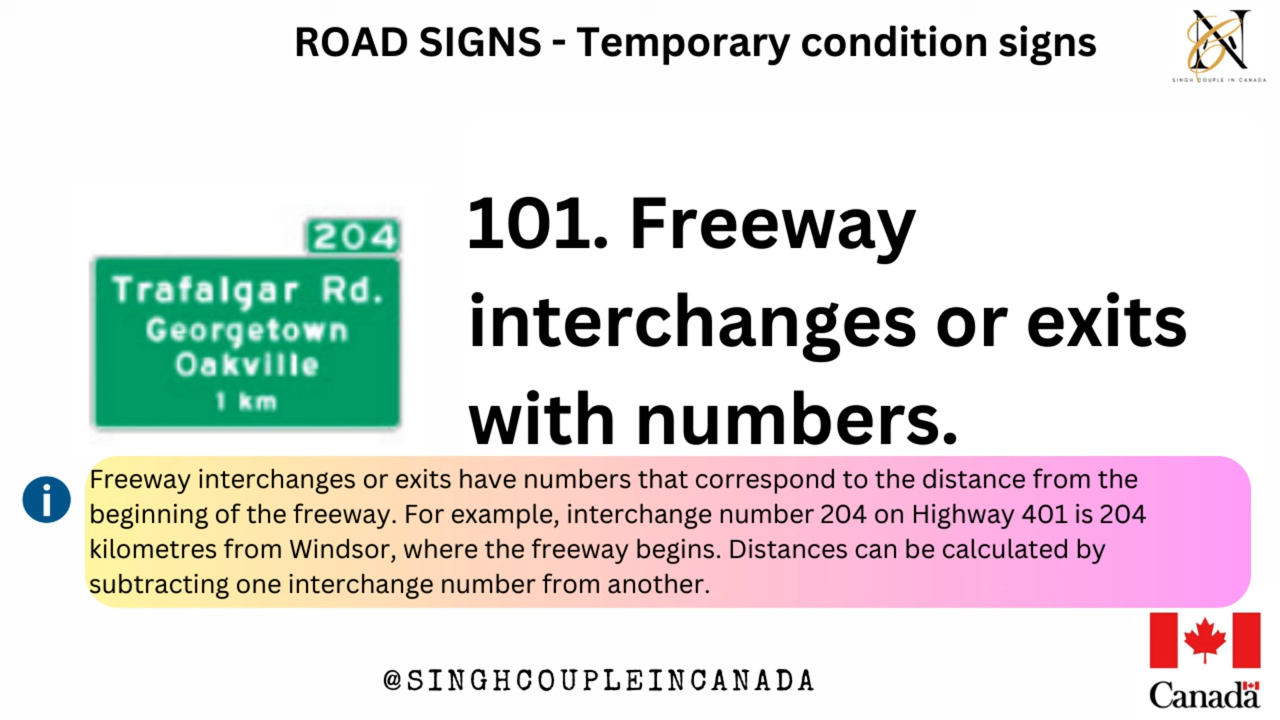 ROAD SIGNS - Temporary condition signs
SINGH COUPLE IN CANADA
204
Trafalgar Rd.
Georgetown
Oakville
1 km
101. Freeway
interchanges or exits
with numbers.
i
Freeway interchanges or exits have numbers that correspond to the distance from the
beginning of the freeway. For example, interchange number 204 on Highway 401 is 204
kilometres from Windsor, where the freeway begins. Distances can be calculated by
subtracting one interchange number from another.
@SINGHCOUPLEINCANADA
Canada